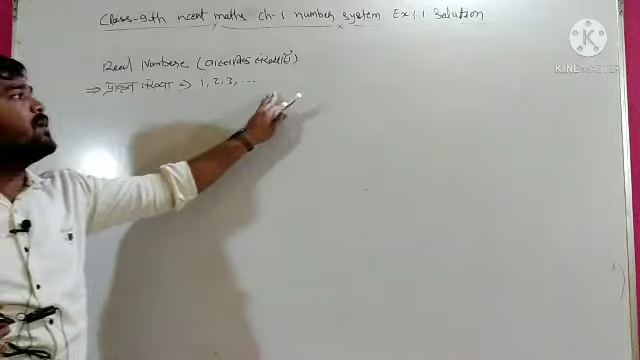 Class-9th ncert maths ch-1 number system Ex 1.1 Solution
Real Numbers (वास्तविक संख्याएँ)
⇒ प्राकृत संख्या ⇒ 1, 2, 3, ...
KINEMASTER